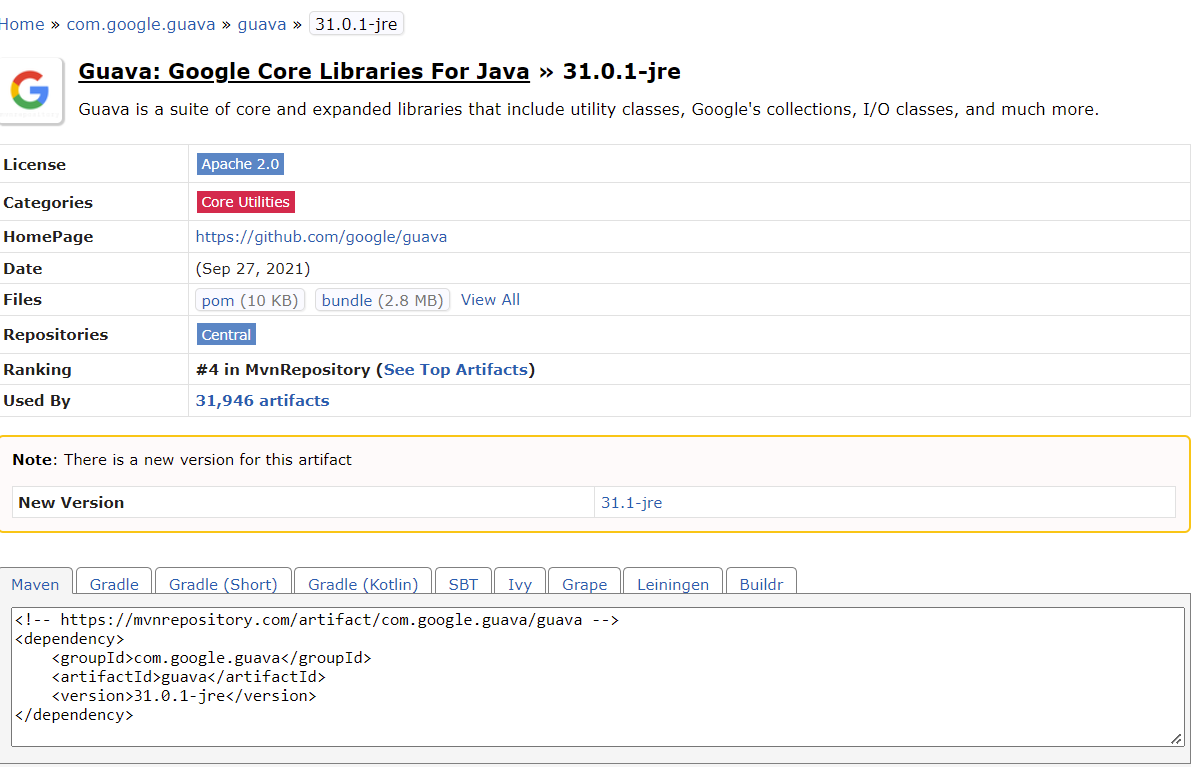 Home » com.google.guava » guava » 31.0.1-jre
Guava: Google Core Libraries For Java » 31.0.1-jre
Guava is a suite of core and expanded libraries that include utility classes, Google's collections, I/O classes, and much more.
License Apache 2.0
Categories Core Utilities
HomePage https://github.com/google/guava
Date (Sep 27, 2021)
Files pom (10 KB) bundle (2.8 MB) View All
Repositories Central
Ranking #4 in MvnRepository (See Top Artifacts)
Used By 31,946 artifacts
Note: There is a new version for this artifact
New Version 31.1-jre
Maven Gradle Gradle (Short) Gradle (Kotlin) SBT Ivy Grape Leiningen Buildr
<!-- https://mvnrepository.com/artifact/com.google.guava/guava -->
<dependency>
    <groupId>com.google.guava</groupId>
    <artifactId>guava</artifactId>
    <version>31.0.1-jre</version>
</dependency>